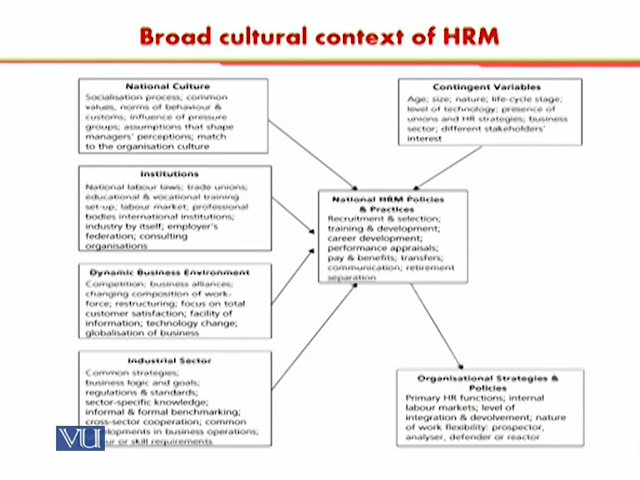 Broad cultural context of HRM
National Culture
Socialisation process; common
values, norms of behaviour &
customs; influence of pressure
groups; assumptions that shape
managers' perceptions; match
to the organisation culture
Institutions
National labour laws; trade unions;
educational & vocational training
set-up; labour market; professional
bodies international institutions;
industry by itself; employer's
federation; consulting
organisations
Dynamic Business Environment
Competition; business alliances;
changing composition of work-
force; restructuring; focus on total
customer satisfaction; facility of
information; technology change;
globalisation of business
Industrial Sector
Common strategies;
business logic and goals;
regulations & standards;
sector-specific knowledge;
informal & formal benchmarking;
cross-sector cooperation; common
in business operations;
or skill requirements
VU
Contingent Variables
Age; size; nature; life-cycle stage;
level of technology; presence of
unions and HR strategies; business
sector; different stakeholders'
interest
National HRM Policies
& Practices
Recruitment & selection;
training & development;
career development;
performance appraisals;
pay & benefits; transfers;
communication; retirement
separation
Organisational Strategies &
Policies
Primary HR functions; internal
labour markets; level of
integration & devolvement; nature
of work flexibility: prospector,
analyser, defender or reactor